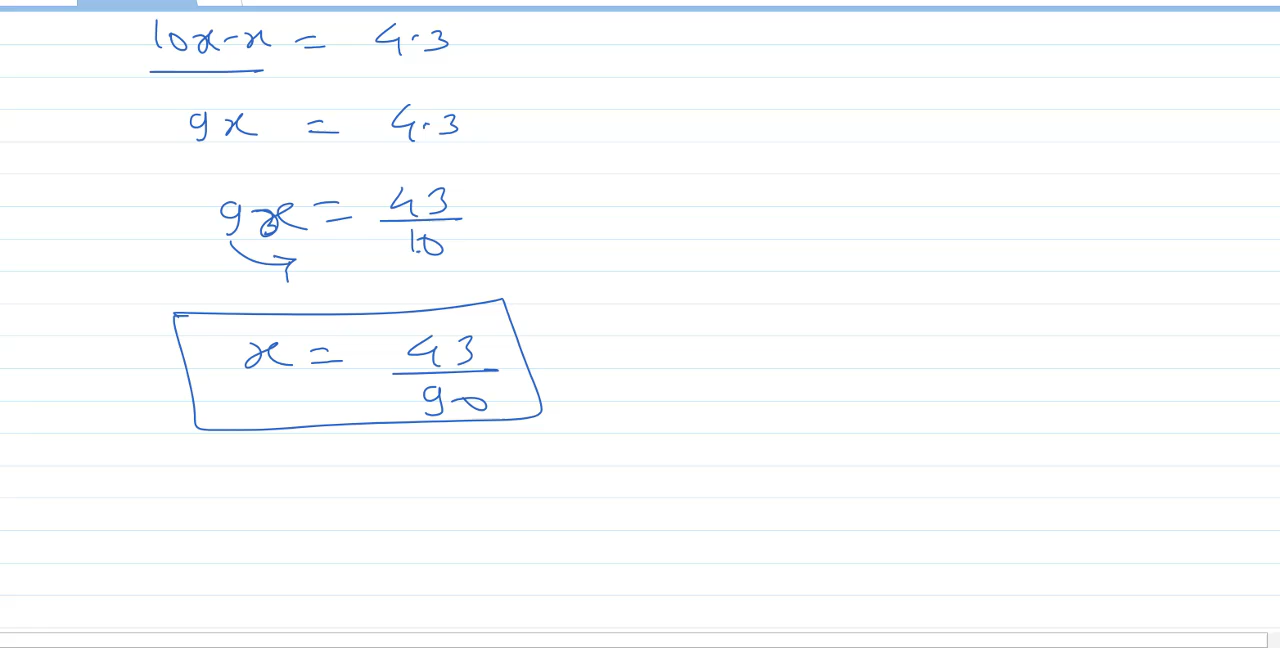 10x-x = 4.3
9x = 4.3
9x = 43/10
x = 43/90